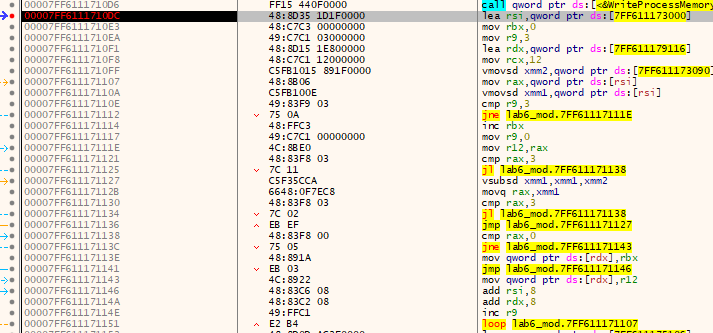 00007FF6111710D6 FF15 440F0000 call qword ptr ds:[<&WriteProcessMemory
00007FF6111710DC 48:8D35 1D1F0000 lea rsi,qword ptr ds:[7FF611173000]
00007FF6111710E3 48:C7C3 00000000 mov rbx,0
00007FF6111710EA 49:C7C1 03000000 mov r9,3
00007FF6111710F1 48:8D15 1E800000 lea rdx,qword ptr ds:[7FF611179116]
00007FF6111710F8 48:C7C1 12000000 mov rcx,12
00007FF6111710FF C5FB1015 891F0000 vmovsd xmm2,qword ptr ds:[7FF611173090]
00007FF611171107 48:8B06 mov rax,qword ptr ds:[rsi]
00007FF61117110A C5FB100E vmovsd xmm1,qword ptr ds:[rsi]
00007FF61117110E 49:83F9 03 cmp r9,3
00007FF611171112 75 0A jne lab6_mod.7FF61117111E
00007FF611171114 48:FFC3 inc rbx
00007FF611171117 49:C7C1 00000000 mov r9,0
00007FF61117111E 4C:8BE0 mov r12,rax
00007FF611171121 48:83F8 03 cmp rax,3
00007FF611171125 7C 11 jl lab6_mod.7FF611171138
00007FF611171127 C5F35CCA vsubsd xmm1,xmm1,xmm2
00007FF61117112B 6648:0F7EC8 movq rax,xmm1
00007FF611171130 48:83F8 03 cmp rax,3
00007FF611171134 7C 02 jl lab6_mod.7FF611171138
00007FF611171136 EB EF jmp lab6_mod.7FF611171127
00007FF611171138 48:83F8 00 cmp rax,0
00007FF61117113C 75 05 jne lab6_mod.7FF611171143
00007FF61117113E 48:891A mov qword ptr ds:[rdx],rbx
00007FF611171141 EB 03 jmp lab6_mod.7FF611171146
00007FF611171143 4C:8922 mov qword ptr ds:[rdx],r12
00007FF611171146 48:83C6 08 add rsi,8
00007FF61117114A 48:83C2 08 add rdx,8
00007FF61117114E 49:FFC1 inc r9
00007FF611171151 E2 B4 loop lab6_mod.7FF611171107